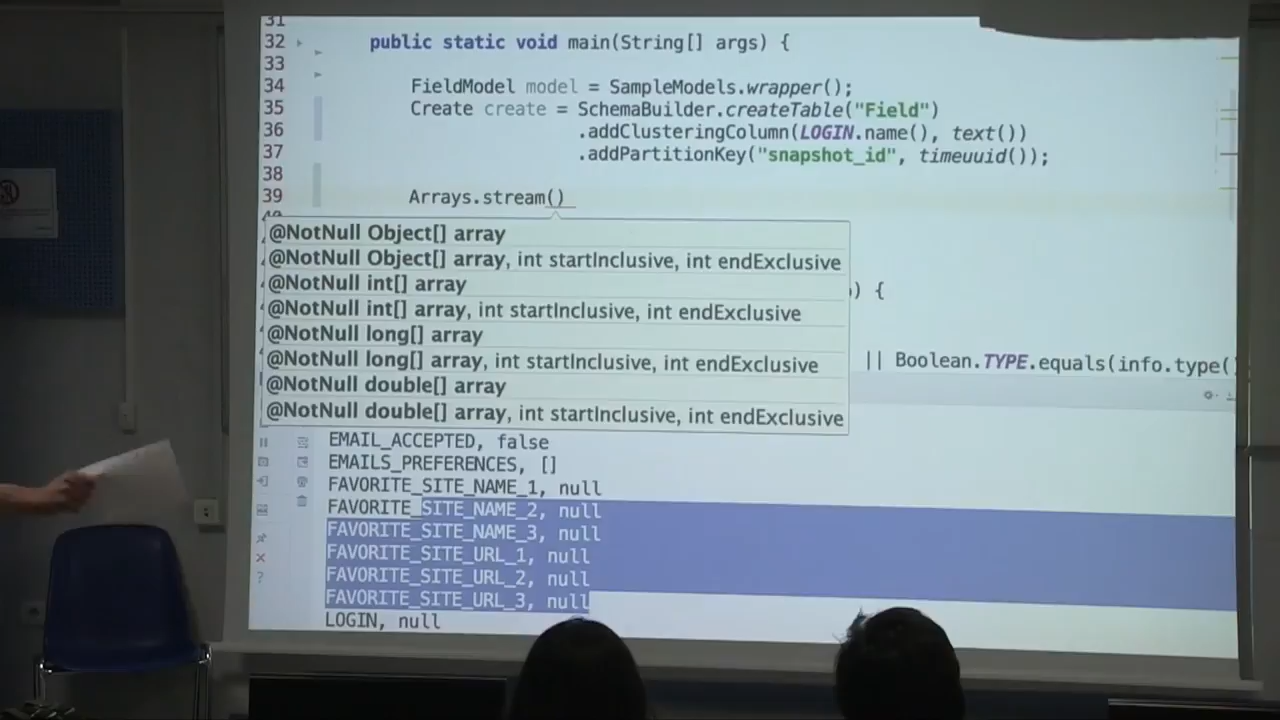 31
32 public static void main(String[] args) {
33
34 FieldModel model = SampleModels.wrapper();
35 Create create = SchemaBuilder.createTable("Field")
36 .addClusteringColumn(LOGIN.name(), text())
37 .addPartitionKey("snapshot_id", timeuuid());
38
39 Arrays.stream()
@NotNull Object[] array
@NotNull Object[] array, int startInclusive, int endExclusive
@NotNull int[] array
) {
@NotNull int[] array, int startInclusive, int endExclusive
@NotNull long[] array
@NotNull long[] array, int startInclusive, int endExclusive
|| Boolean.TYPE.equals(info.type()
@NotNull double[] array
@NotNull double[] array, int startInclusive, int endExclusive
EMAIL_ACCEPTED, false
EMAILS_PREFERENCES, []
FAVORITE_SITE_NAME_1, null
FAVORITE_SITE_NAME_2, null
FAVORITE_SITE_NAME_3, null
FAVORITE_SITE_URL_1, null
FAVORITE_SITE_URL_2, null
FAVORITE_SITE_URL_3, null
LOGIN, null